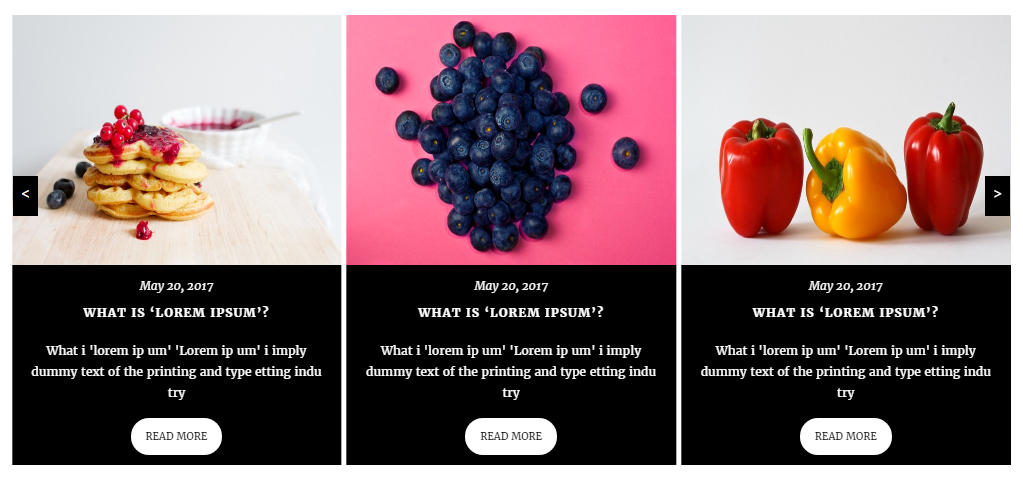 <
>
May 20, 2017
WHAT IS ‘LOREM IPSUM’?
What i 'lorem ip um' 'Lorem ip um' i imply
dummy text of the printing and type etting indu
try
READ MORE
May 20, 2017
WHAT IS ‘LOREM IPSUM’?
What i 'lorem ip um' 'Lorem ip um' i imply
dummy text of the printing and type etting indu
try
READ MORE
May 20, 2017
WHAT IS ‘LOREM IPSUM’?
What i 'lorem ip um' 'Lorem ip um' i imply
dummy text of the printing and type etting indu
try
READ MORE